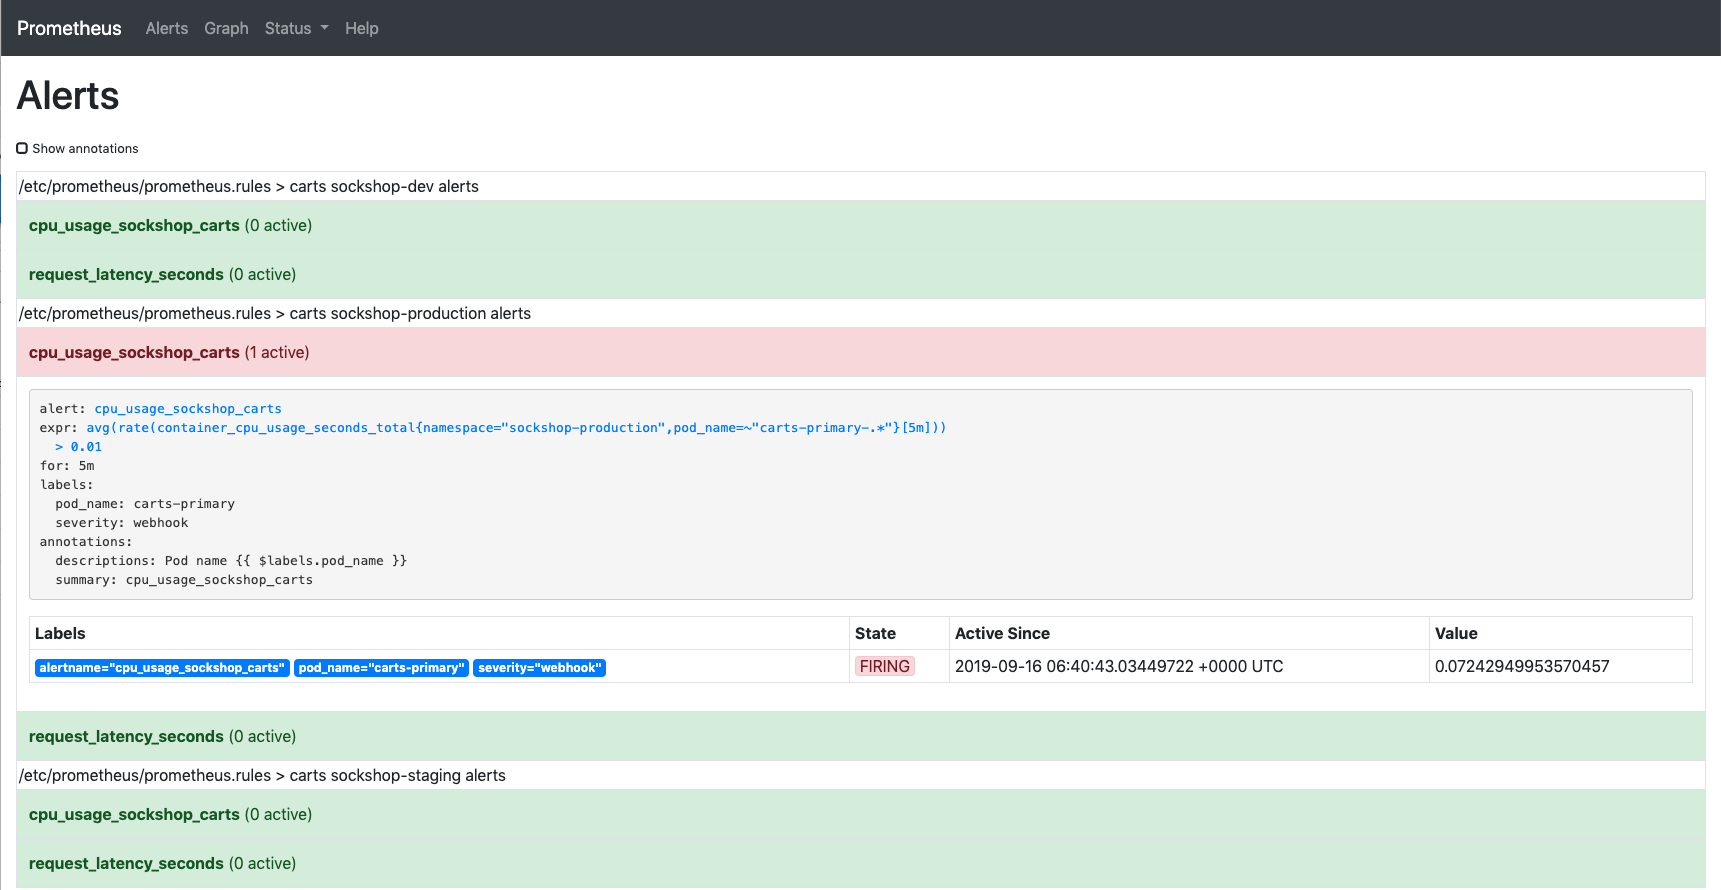 Prometheus Alerts Graph Status Help
Alerts
Show annotations
/etc/prometheus/prometheus.rules > carts sockshop-dev alerts
cpu_usage_sockshop_carts (0 active)
request_latency_seconds (0 active)
/etc/prometheus/prometheus.rules > carts sockshop-production alerts
cpu_usage_sockshop_carts (1 active)
alert: cpu_usage_sockshop_carts
expr: avg(rate(container_cpu_usage_seconds_total{namespace="sockshop-production",pod_name=~"carts-primary-.*"}[5m]))
> 0.01
for: 5m
labels:
pod_name: carts-primary
severity: webhook
annotations:
descriptions: Pod name {{ $labels.pod_name }}
summary: cpu_usage_sockshop_carts
Labels State Active Since Value
alertname="cpu_usage_sockshop_carts" pod_name="carts-primary" severity="webhook" FIRING 2019-09-16 06:40:43.03449722 +0000 UTC 0.07242949953570457
request_latency_seconds (0 active)
/etc/prometheus/prometheus.rules > carts sockshop-staging alerts
cpu_usage_sockshop_carts (0 active)
request_latency_seconds (0 active)